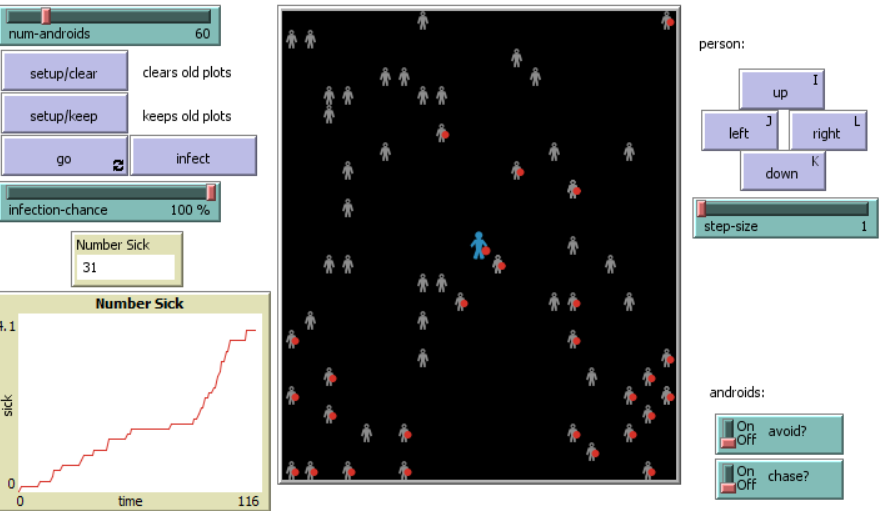 num-androids 60
setup/clear clears old plots
setup/keep keeps old plots
go infect
infection-chance 100 %
Number Sick
31
Number Sick
4.1
sick
0
0 time 116
person:
up I
left J right L
down K
step-size 1
androids:
On
Off avoid?
On
Off chase?